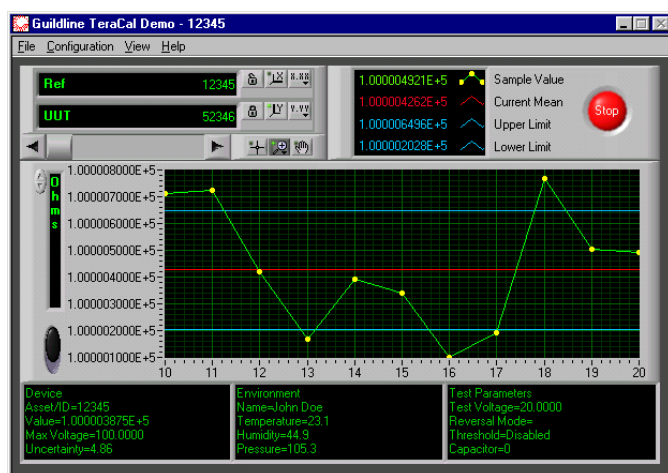 Guildline TeraCal Demo - 12345
File Configuration View Help
Ref 12345
UUT 52346
X.XX
Y.YY
1.000004921E+5 Sample Value
1.000004262E+5 Current Mean
1.000006496E+5 Upper Limit
1.000002028E+5 Lower Limit
Stop
Ohms
1.000008000E+5
1.000007000E+5
1.000006000E+5
1.000005000E+5
1.000004000E+5
1.000003000E+5
1.000002000E+5
1.000001000E+5
10 11 12 13 14 15 16 17 18 19 20
Device
Asset/ID=12345
Value=1.000003875E+5
Max Voltage=100.0000
Uncertainty=4.86
Environment
Name=John Doe
Temperature=23.1
Humidity=44.9
Pressure=105.3
Test Parameters
Test Voltage=20.0000
Reversal Mode=
Threshold=Disabled
Capacitor=0